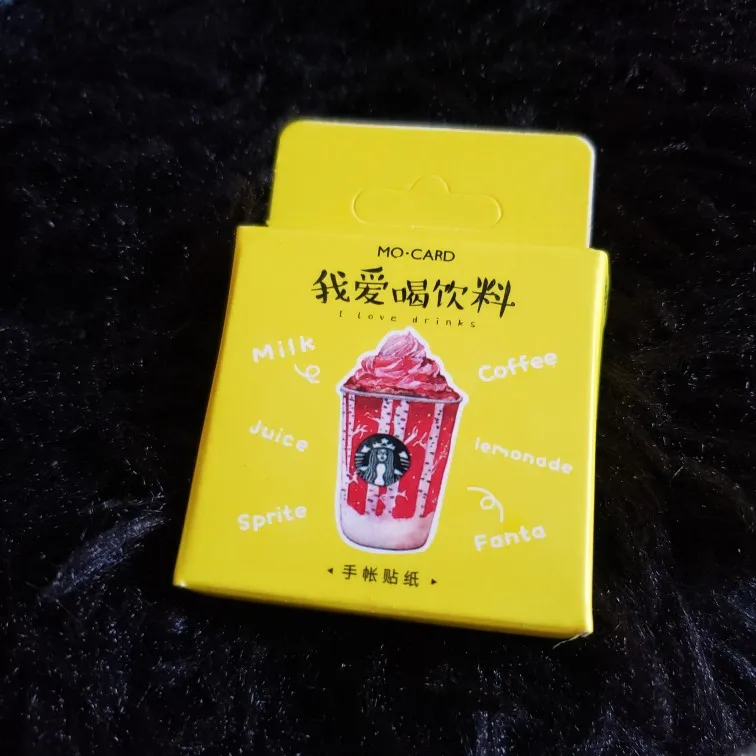 MO·CARD
我爱喝饮料
I love drinks
Milk
Coffee
Juice
lemonade
Sprite
Fanta
手帐贴纸